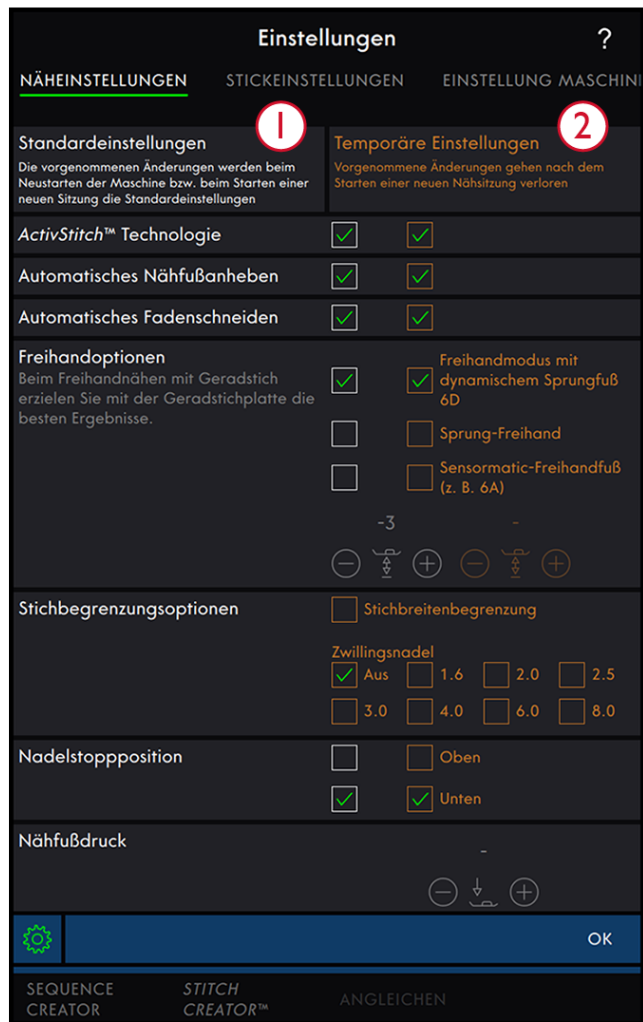 Einstellungen ?
NÄHEINSTELLUNGEN STICKEINSTELLUNGEN EINSTELLUNG MASCHINI
1 2
Standardeinstellungen
Die vorgenommenen Änderungen werden beim
Neustarten der Maschine bzw. beim Starten einer
neuen Sitzung die Standardeinstellungen
Temporäre Einstellungen
Vorgenommene Änderungen gehen nach dem
Starten einer neuen Nähsitzung verloren
ActivStitch™ Technologie
Automatisches Nähfußanheben
Automatisches Fadenschneiden
Freihandoptionen
Beim Freihandnähen mit Geradstich
erzielen Sie mit der Geradstichplatte die
besten Ergebnisse.
Freihandmodus mit
dynamischem Sprungfuß
6D
Sprung-Freihand
Sensormatic-Freihandfuß
(z. B. 6A)
-3 -
Stichbegrenzungsoptionen
Stichbreitenbegrenzung
Zwillingsnadel
Aus 1.6 2.0 2.5
3.0 4.0 6.0 8.0
Nadelstoppposition
Oben
Unten
Nähfußdruck
-
OK
SEQUENCE
CREATOR
STITCH
CREATOR™
ANGLEICHEN